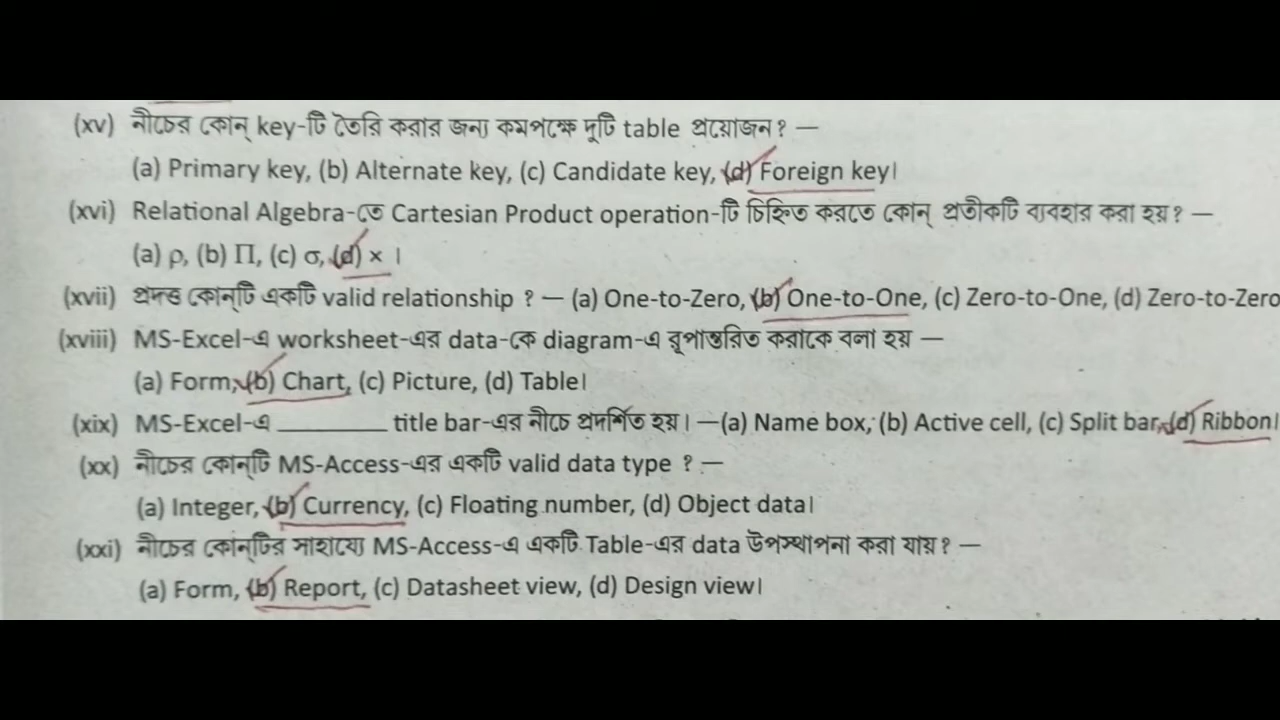 (xv) নীচের কোন্ key-টি তৈরি করার জন্য কমপক্ষে দুটি table প্রয়োজন? —
(a) Primary key, (b) Alternate key, (c) Candidate key, (d) Foreign key।
(xvi) Relational Algebra-তে Cartesian Product operation-টি চিহ্নিত করতে কোন্ প্রতীকটি ব্যবহার করা হয়? —
(a) ρ, (b) Π, (c) σ, (d) × ।
(xvii) প্রদত্ত কোন্‌টি একটি valid relationship ? — (a) One-to-Zero, (b) One-to-One, (c) Zero-to-One, (d) Zero-to-Zero
(xviii) MS-Excel-এ worksheet-এর data-কে diagram-এ রূপান্তরিত করাকে বলা হয় —
(a) Form, (b) Chart, (c) Picture, (d) Table।
(xix) MS-Excel-এ ________ title bar-এর নীচে প্রদর্শিত হয়। —(a) Name box, (b) Active cell, (c) Split bar, (d) Ribbon।
(xx) নীচের কোন্‌টি MS-Access-এর একটি valid data type ? —
(a) Integer, (b) Currency, (c) Floating number, (d) Object data।
(xxi) নীচের কোন্‌টির সাহায্যে MS-Access-এ একটি Table-এর data উপস্থাপনা করা যায়? —
(a) Form, (b) Report, (c) Datasheet view, (d) Design view।